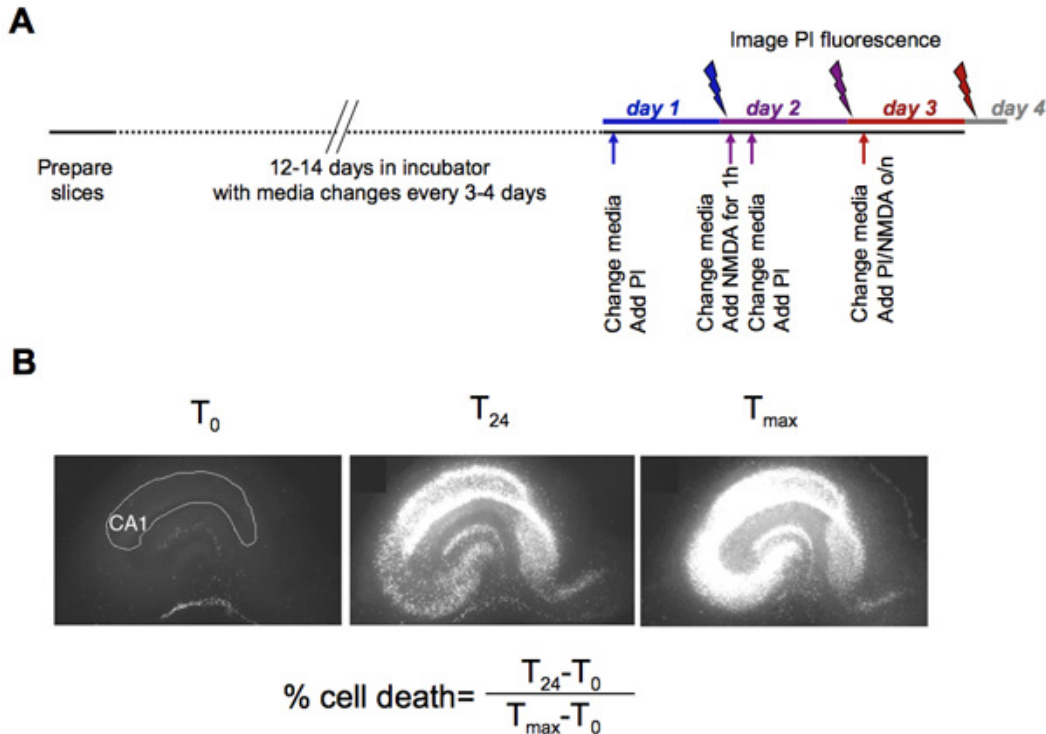 A
Image PI fluorescence
day 1
day 2
day 3
day 4
Prepare
slices
12-14 days in incubator
with media changes every 3-4 days
Change media
Add PI
Change media
Add NMDA for 1h
Change media
Add PI
Change media
Add PI/NMDA o/n
B
T0
T24
Tmax
CA1
% cell death= T24-T0
Tmax-T0